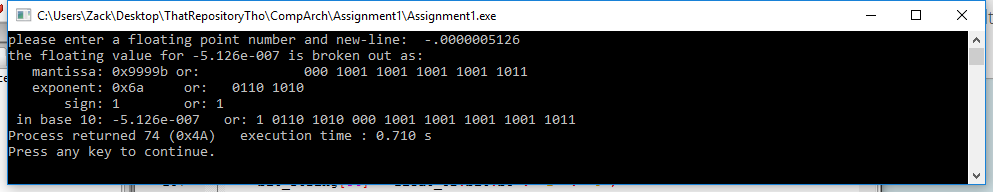 C:\Users\Zack\Desktop\ThatRepositoryTho\CompArch\Assignment1\Assignment1.exe
please enter a floating point number and new-line:  -.0000005126
the floating value for -5.126e-007 is broken out as:
   mantissa: 0x9999b or:             000 1001 1001 1001 1001 1011
   exponent: 0x6a     or:   0110 1010
       sign: 1        or: 1
 in base 10: -5.126e-007   or: 1 0110 1010 000 1001 1001 1001 1001 1011
Process returned 74 (0x4A)   execution time : 0.710 s
Press any key to continue.